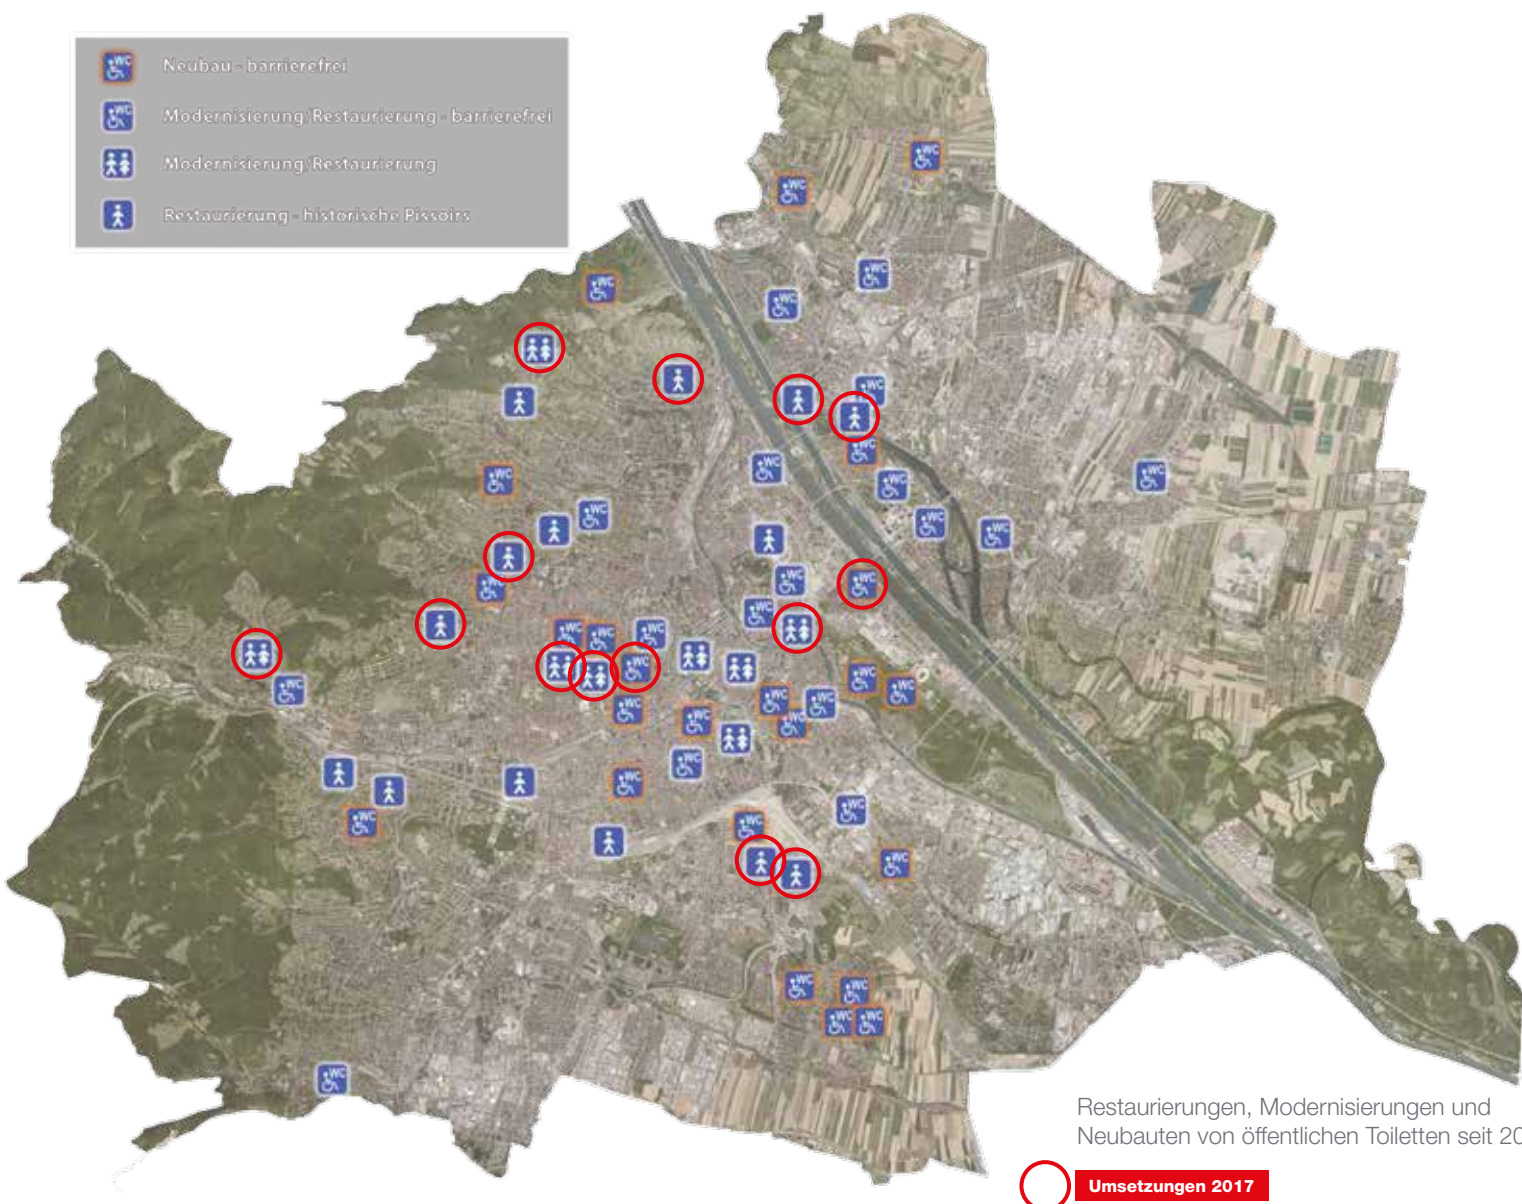 Neubau - barrierefrei
Modernisierung/Restaurierung - barrierefrei
Modernisierung/Restaurierung
Restaurierung - historische Pissoirs
Restaurierungen, Modernisierungen und
Neubauten von öffentlichen Toiletten seit
Umsetzungen 2017